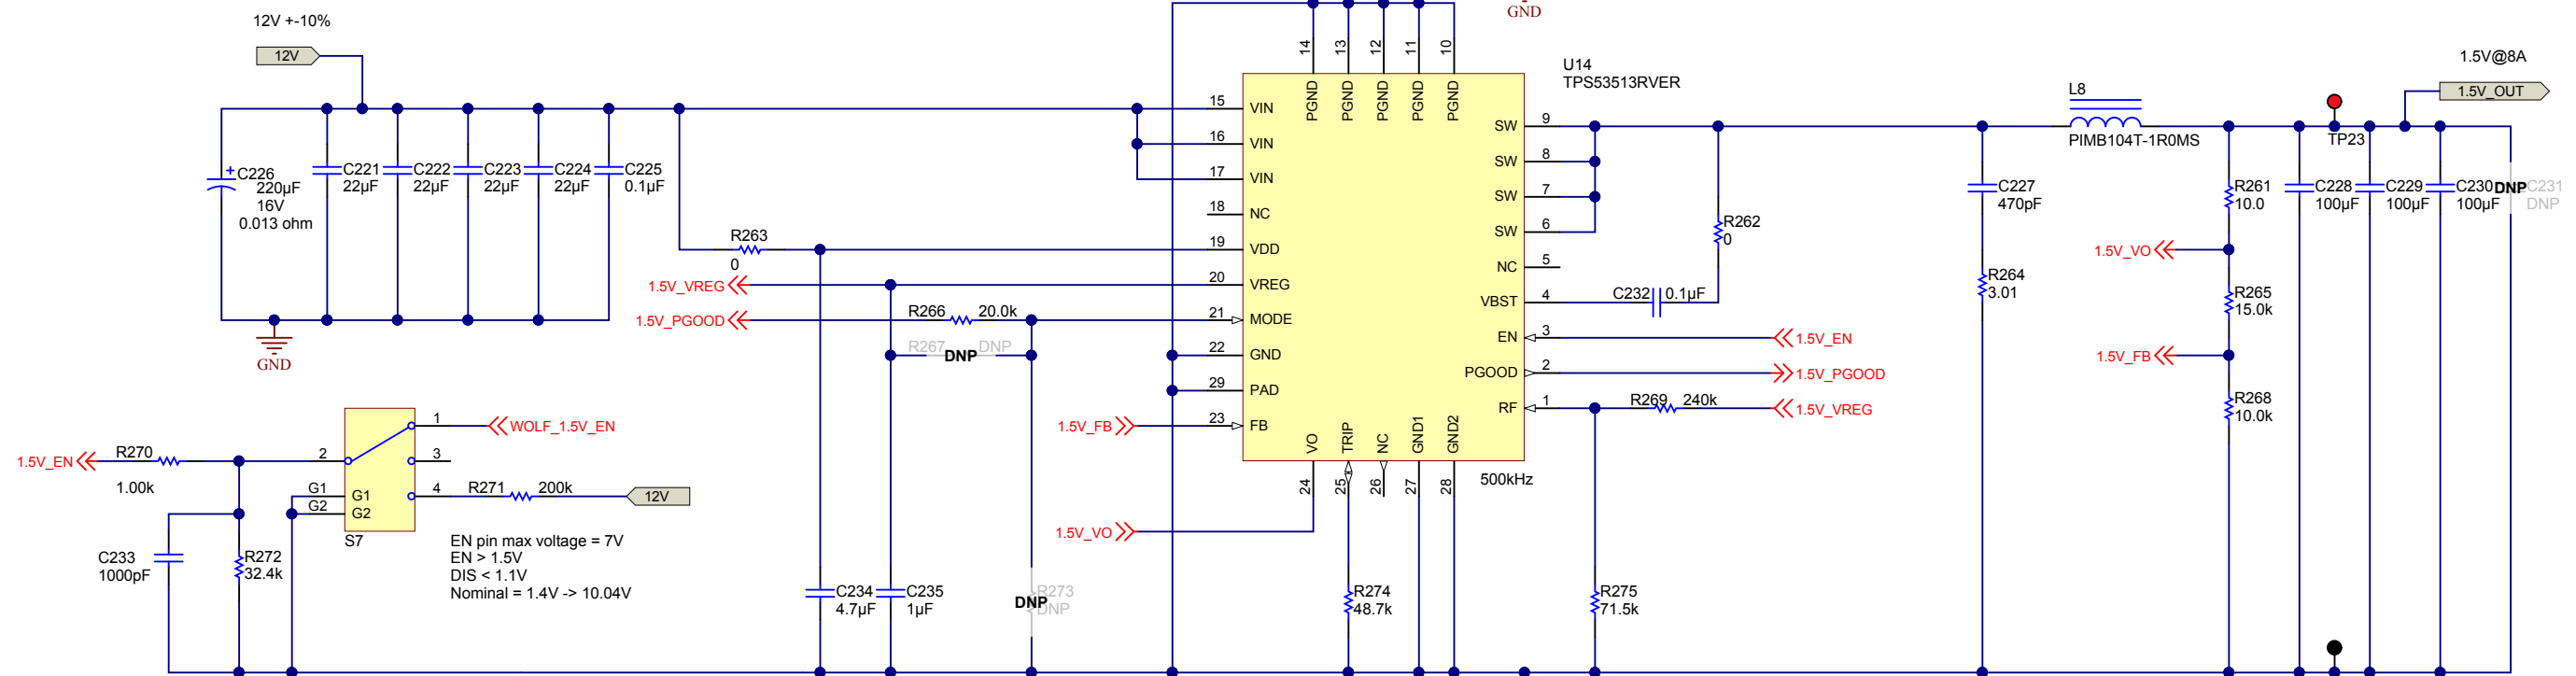 12V +-10%
12V
C226
220µF
16V
0.013 ohm
C221
22µF
C222
22µF
C223
22µF
C224
22µF
C225
0.1µF
GND
R263
0
1.5V_VREG
1.5V_PGOOD
R266 20.0k
R267 DNP DNP
1.5V_FB
1.5V_VO
C234
4.7µF
C235
1µF
DNP R273
DNP
GND
U14
TPS53513RVER
14 13 12 11 10
PGND PGND PGND PGND PGND
15 VIN
16 VIN
17 VIN
18 NC
19 VDD
20 VREG
21 MODE
22 GND
29 PAD
23 FB
SW 9
SW 8
SW 7
SW 6
NC 5
VBST 4
EN 3
PGOOD 2
RF 1
VO TRIP NC GND1 GND2
24 25 26 27 28
500kHz
R274
48.7k
R275
71.5k
C232 0.1µF
R262
0
1.5V_EN
1.5V_PGOOD
R269 240k
1.5V_VREG
C227
470pF
R264
3.01
L8
PIMB104T-1R0MS
1.5V@8A
1.5V_OUT
TP23
R261
10.0
1.5V_VO
R265
15.0k
1.5V_FB
R268
10.0k
C228
100µF
C229
100µF
C230
100µF
DNP C231
DNP
1.5V_EN
R270
1.00k
2
1
WOLF_1.5V_EN
3
4
R271 200k
12V
G1 G1
G2 G2
S7
C233
1000pF
R272
32.4k
EN pin max voltage = 7V
EN > 1.5V
DIS < 1.1V
Nominal = 1.4V -> 10.04V